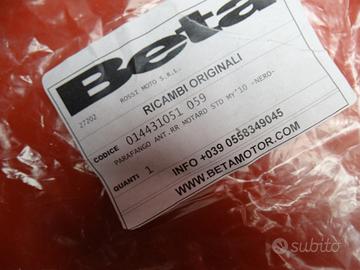 Beta
ROSSI MOTO S.R.L.
27202
RICAMBI ORIGINALI
CODICE 014431051 059
PARAFANGO ANT.RR MOTARD STD MY'10 -NERO-
QUANTI 1
INFO +039 0558349045
WWW.BETAMOTOR.COM
subito